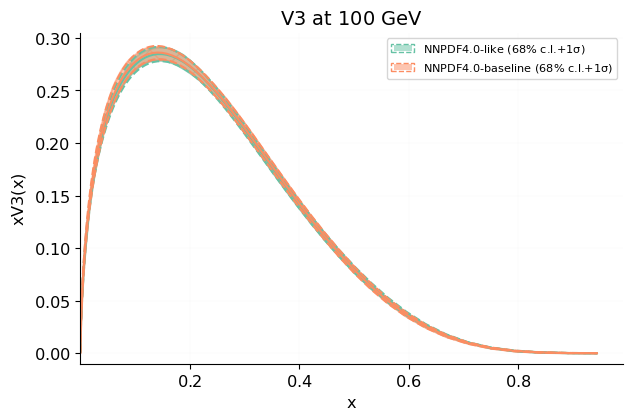 V3 at 100 GeV
NNPDF4.0-like (68% c.l.+1σ)
NNPDF4.0-baseline (68% c.l.+1σ)
xV3(x)
0.30
0.25
0.20
0.15
0.10
0.05
0.00
0.2 0.4 0.6 0.8
x